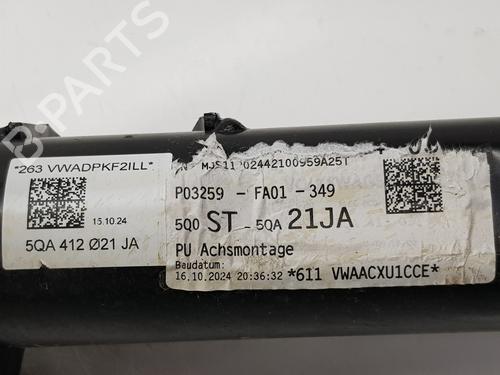 B-PARTS
*263 VWADPKF2ILL*
15.10.24
5QA 412 Ø21 JA
P03259 - FA01 -349
5Q0 ST - 5QA 21JA
PU Achsmontage
Baudatum:
16.10.2024 20:36:32 *611 VWAACXU1CCE*